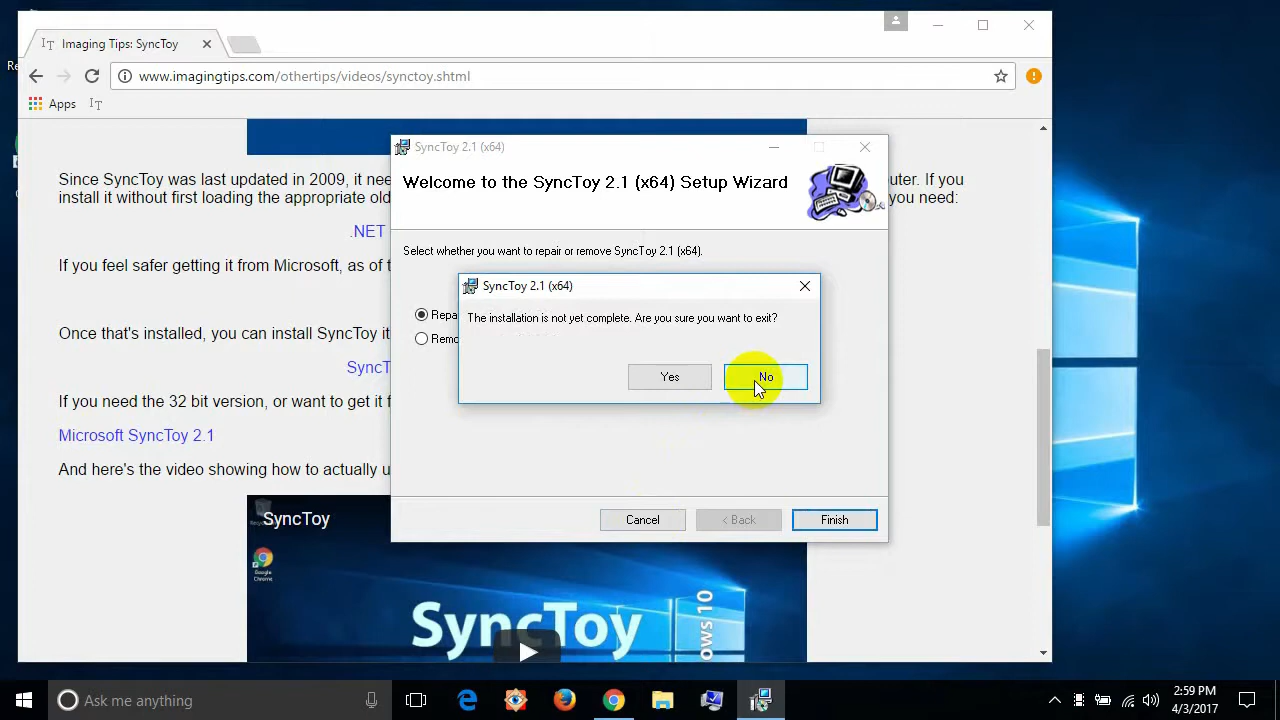 Imaging Tips: SyncToy
www.imagingtips.com/othertips/videos/synctoy.shtml
Apps
SyncToy 2.1 (x64)
Welcome to the SyncToy 2.1 (x64) Setup Wizard
Since SyncToy was last updated in 2009, it nee
uter. If you
install it without first loading the appropriate old
you need:
.NET
Select whether you want to repair or remove SyncToy 2.1 (x64).
If you feel safer getting it from Microsoft, as of t
SyncToy 2.1 (x64)
Repa
The installation is not yet complete. Are you sure you want to exit?
Once that's installed, you can install SyncToy it
Remo
SyncT
Yes
No
If you need the 32 bit version, or want to get it f
Microsoft SyncToy 2.1
And here's the video showing how to actually u
Cancel
< Back
Finish
SyncToy
Google
Chrome
SyncToy
ows 10
Ask me anything
2:59 PM
4/3/2017